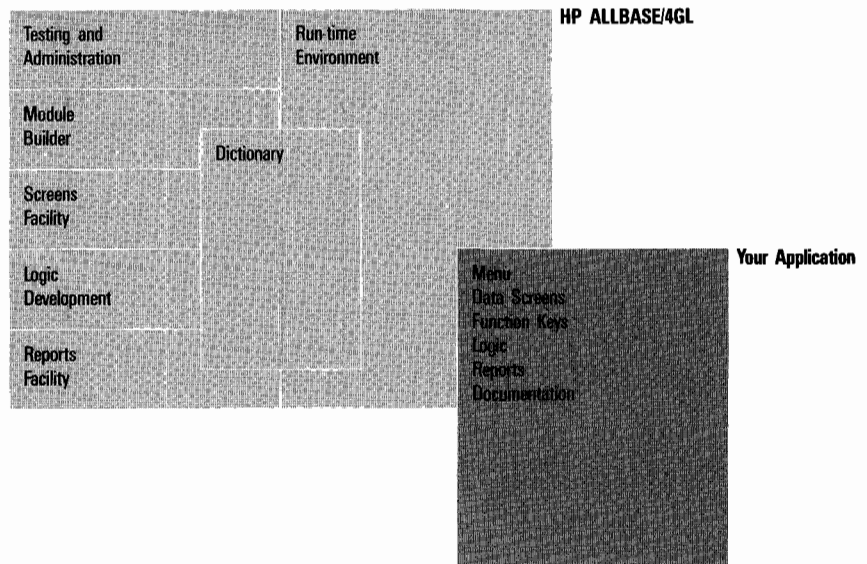 HP ALLBASE/4GL
Testing and
Administration
Run-time
Environment
Module
Builder
Dictionary
Screens
Facility
Logic
Development
Reports
Facility
Your Application
Menu
Data Screens
Function Keys
Logic
Reports
Documentation